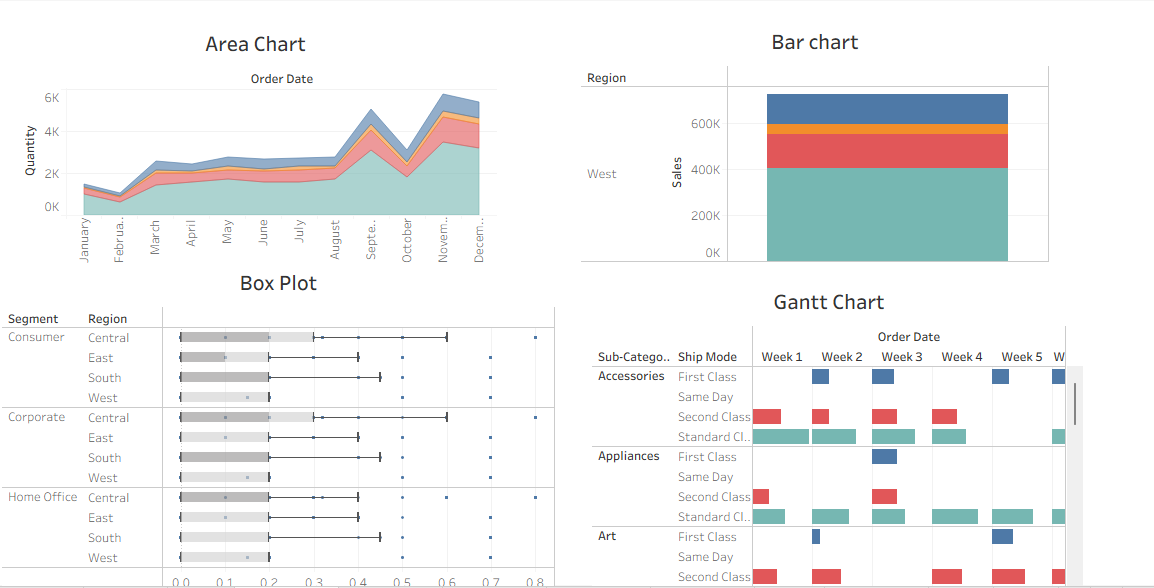 Area Chart
Order Date
Quantity
6K
4K
2K
0K
January
Februa..
March
April
May
June
July
August
Septe..
October
Novem..
Decem..
Bar chart
Region
West
Sales
600K
400K
200K
0K
Box Plot
Segment Region
Consumer Central
East
South
West
Corporate Central
East
South
West
Home Office Central
East
South
West
0.0 0.1 0.2 0.3 0.4 0.5 0.6 0.7 0.8
Gantt Chart
Order Date
Sub-Catego.. Ship Mode Week 1 Week 2 Week 3 Week 4 Week 5 W
Accessories First Class
Same Day
Second Class
Standard Cl..
Appliances First Class
Same Day
Second Class
Standard Cl..
Art First Class
Same Day
Second Class